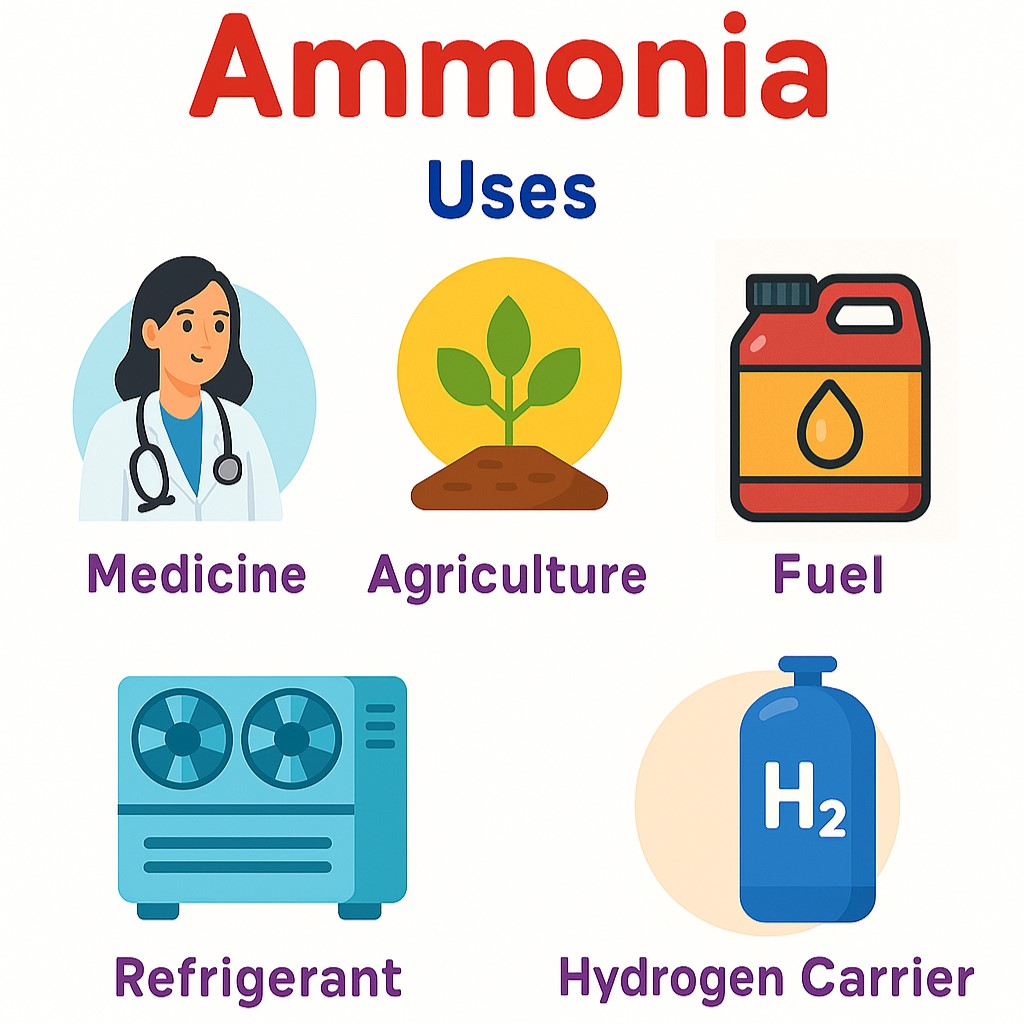 Ammonia
Uses
Medicine Agriculture Fuel
H₂
Refrigerant Hydrogen Carrier